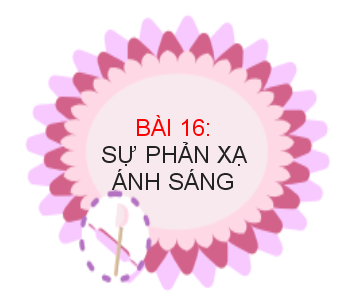 BÀI 16:
SỰ PHẢN XẠ
ÁNH SÁNG